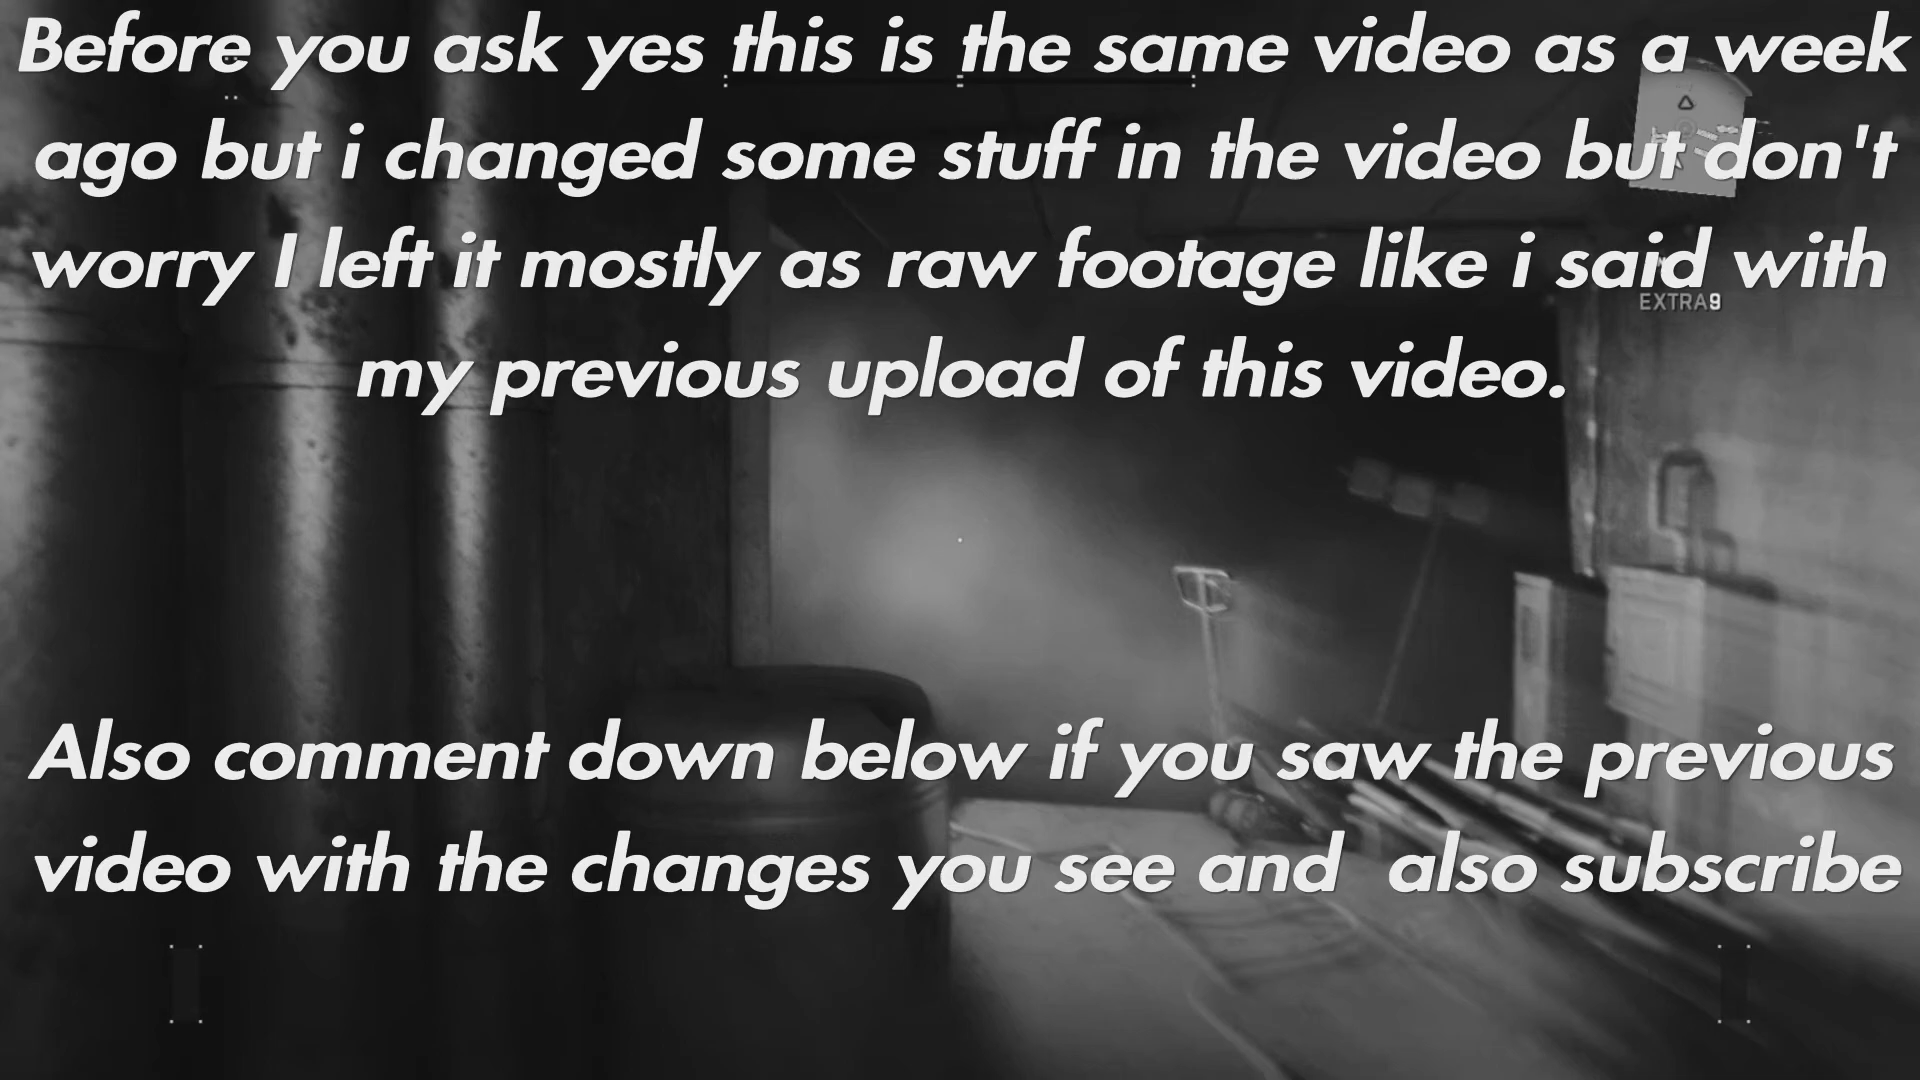 Before you ask yes this is the same video as a week
ago but i changed some stuff in the video but don't
worry I left it mostly as raw footage like i said with
EXTRA9
my previous upload of this video.
Also comment down below if you saw the previous
video with the changes you see and  also subscribe